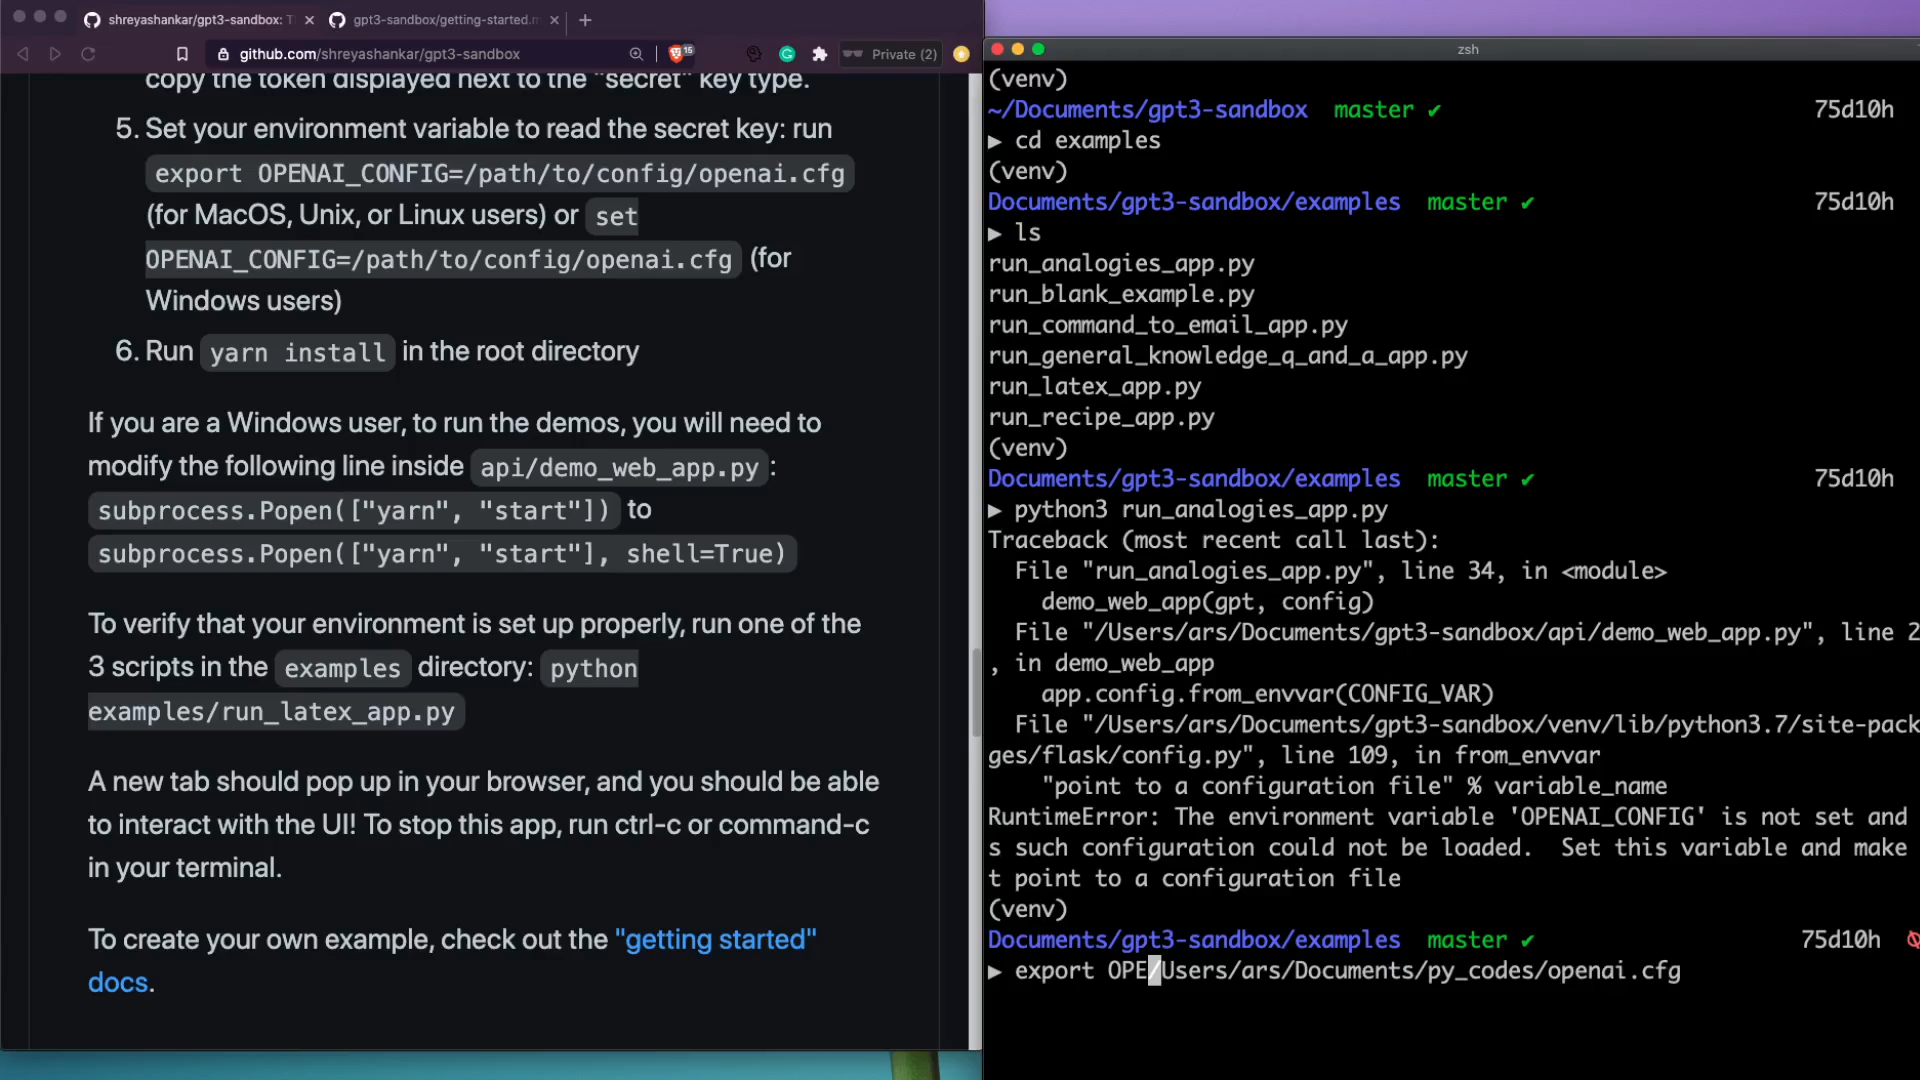 shreyashankar/gpt3-sandbox: T
gpt3-sandbox/getting-started.m
github.com/shreyashankar/gpt3-sandbox
15
Private (2)
copy the token displayed next to the "secret" key type.
5. Set your environment variable to read the secret key: run
export OPENAI_CONFIG=/path/to/config/openai.cfg
(for MacOS, Unix, or Linux users) or set
OPENAI_CONFIG=/path/to/config/openai.cfg (for
Windows users)
6. Run yarn install in the root directory
If you are a Windows user, to run the demos, you will need to
modify the following line inside api/demo_web_app.py:
subprocess.Popen(["yarn", "start"]) to
subprocess.Popen(["yarn", "start"], shell=True)
To verify that your environment is set up properly, run one of the
3 scripts in the examples directory: python
examples/run_latex_app.py
A new tab should pop up in your browser, and you should be able
to interact with the UI! To stop this app, run ctrl-c or command-c
in your terminal.
To create your own example, check out the "getting started"
docs.
zsh
(venv)
~/Documents/gpt3-sandbox master ✔ 75d10h
▶ cd examples
(venv)
Documents/gpt3-sandbox/examples master ✔ 75d10h
▶ ls
run_analogies_app.py
run_blank_example.py
run_command_to_email_app.py
run_general_knowledge_q_and_a_app.py
run_latex_app.py
run_recipe_app.py
(venv)
Documents/gpt3-sandbox/examples master ✔ 75d10h
▶ python3 run_analogies_app.py
Traceback (most recent call last):
File "run_analogies_app.py", line 34, in <module>
demo_web_app(gpt, config)
File "/Users/ars/Documents/gpt3-sandbox/api/demo_web_app.py", line 2
, in demo_web_app
app.config.from_envvar(CONFIG_VAR)
File "/Users/ars/Documents/gpt3-sandbox/venv/lib/python3.7/site-pack
ges/flask/config.py", line 109, in from_envvar
"point to a configuration file" % variable_name
RuntimeError: The environment variable 'OPENAI_CONFIG' is not set and
s such configuration could not be loaded. Set this variable and make
t point to a configuration file
(venv)
Documents/gpt3-sandbox/examples master ✔ 75d10h
▶ export OPE/Users/ars/Documents/py_codes/openai.cfg